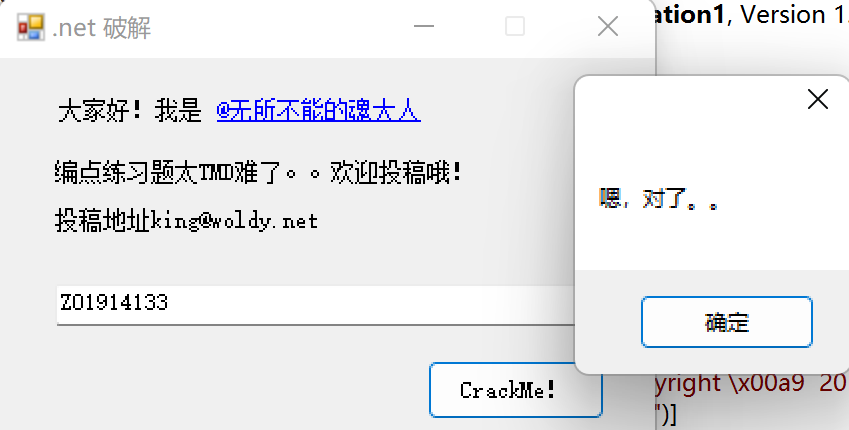 .net 破解
ation1, Version 1.
大家好！我是 @无所不能的魂大人
编点练习题太TMD难了。。欢迎投稿哦！
投稿地址king@woldy.net
嗯，对了。。
Z01914133
确定
CrackMe!
yright \x00a9 20
")]